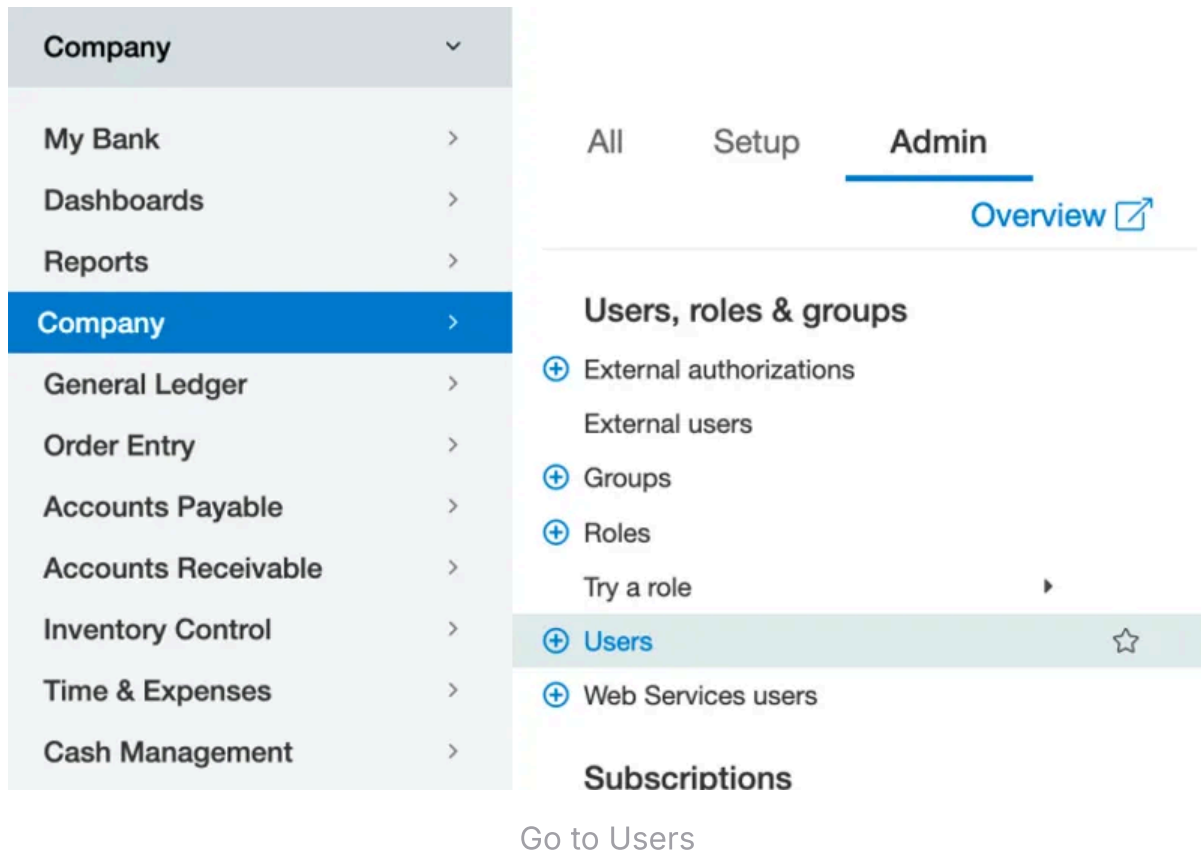 Company
My Bank
Dashboards
Reports
Company
General Ledger
Order Entry
Accounts Payable
Accounts Receivable
Inventory Control
Time & Expenses
Cash Management
All Setup Admin
Overview
Users, roles & groups
External authorizations
External users
Groups
Roles
Try a role
Users
Web Services users
Subscriptions
Go to Users